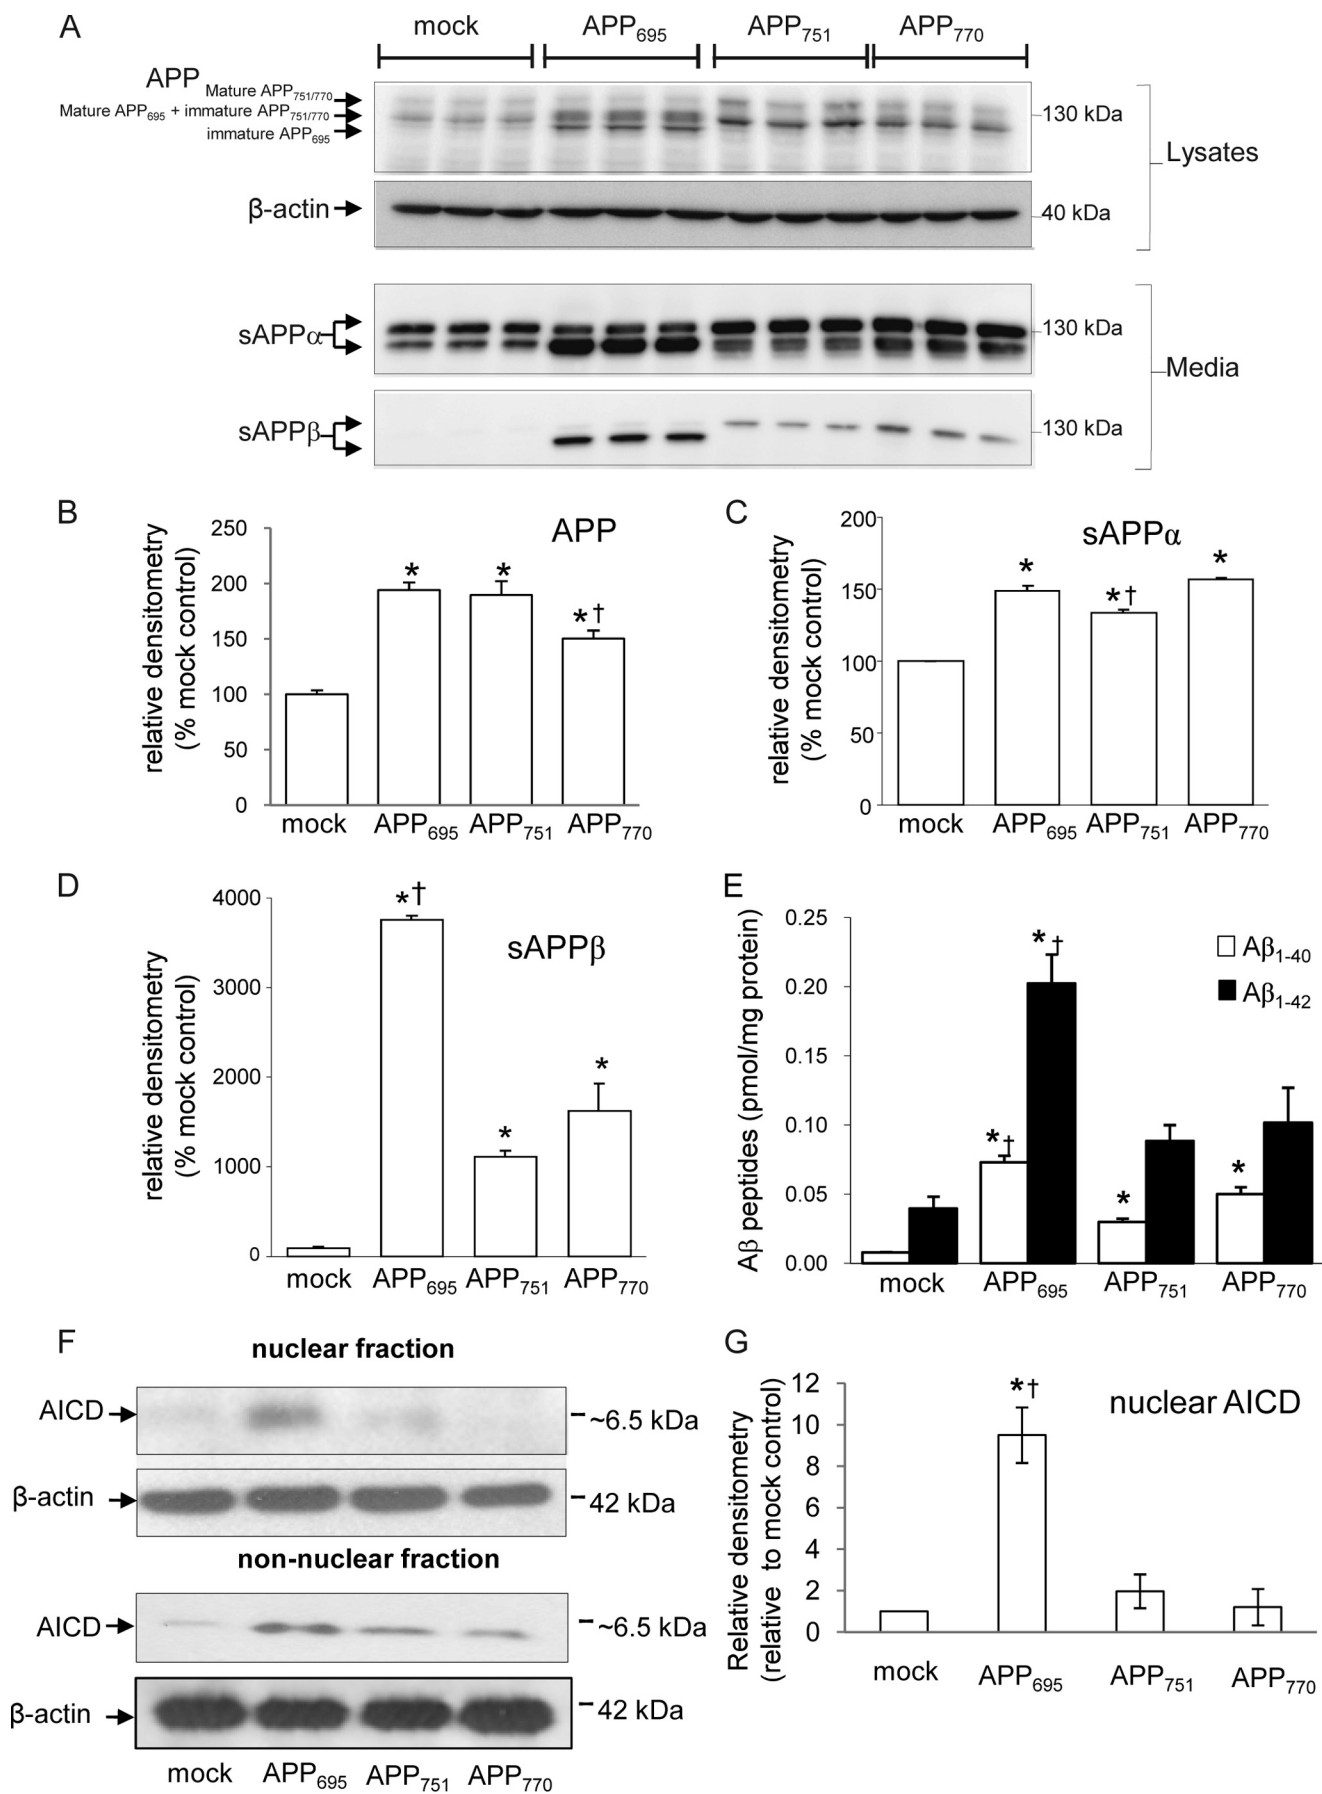 A
mock APP695 APP751 APP770
APP
Mature APP751/770
Mature APP695 + immature APP751/770
immature APP695
130 kDa
Lysates
β-actin
40 kDa
sAPPα
130 kDa
Media
sAPPβ
130 kDa
B
APP
relative densitometry
(% mock control)
250
200
150
100
50
0
* * *†
mock APP695 APP751 APP770
C
sAPPα
relative densitometry
(% mock control)
200
150
100
50
0
* *† *
mock APP695 APP751 APP770
D
sAPPβ
relative densitometry
(% mock control)
4000
3000
2000
1000
0
*† * *
mock APP695 APP751 APP770
E
Aβ peptides (pmol/mg protein)
0.25
0.20
0.15
0.10
0.05
0.00
Aβ1-40
Aβ1-42
*† *† * *
mock APP695 APP751 APP770
F
nuclear fraction
AICD
~6.5 kDa
β-actin
42 kDa
non-nuclear fraction
AICD
~6.5 kDa
β-actin
42 kDa
mock APP695 APP751 APP770
G
nuclear AICD
Relative densitometry
(relative to mock control)
12
10
8
6
4
2
0
*†
mock APP695 APP751 APP770